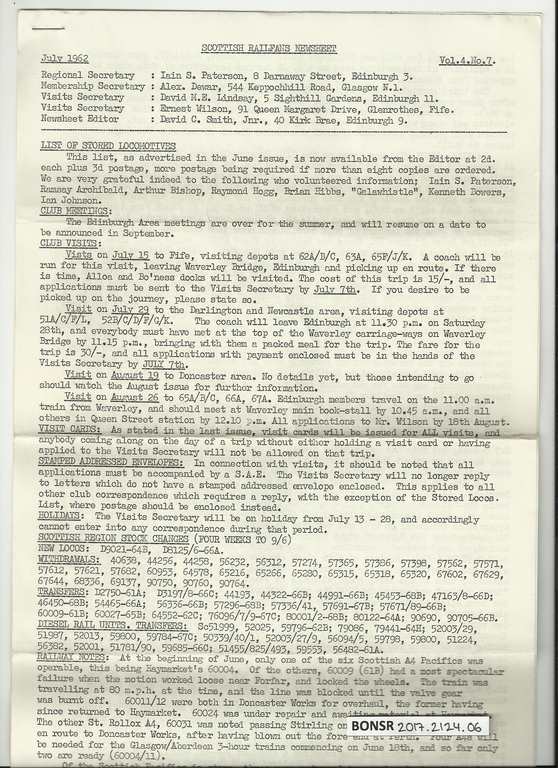 SCOTTISH RAILFANS NEWSHEET
July 1962 Vol.4.No.7.
Regional Secretary : Iain S. Paterson, 8 Darnaway Street, Edinburgh 3.
Membership Secretary : Alex. Dewar, 544 Keppochhill Road, Glasgow N.1.
Visits Secretary : David M.E. Lindsay, 5 Sighthill Gardens, Edinburgh 11.
Visits Secretary : Ernest Wilson, 91 Queen Margaret Drive, Glenrothes, Fife.
Newsheet Editor : David C. Smith, Jnr., 40 Kirk Brae, Edinburgh 9.
LIST OF STORED LOCOMOTIVES
This list, as advertised in the June issue, is now available from the Editor at 2d.
each plus 3d postage, more postage being required if more than eight copies are ordered.
We are very grateful indeed to the following who volunteered information; Iain S. Paterson,
Ramsay Archibald, Arthur Bishop, Raymond Hogg, Brian Hibbs, "Gelawhistle", Kenneth Bowers,
Ian Johnson.
CLUB MEETINGS:
The Edinburgh Area meetings are over for the summer, and will resume on a date to
be announced in September.
CLUB VISITS:
Vists on July 15 to Fife, visiting depots at 62A/B/C, 63A, 65F/J/K. A coach will be
run for this visit, leaving Waverley Bridge, Edinburgh and picking up en route. If there
is time, Alloa and Bo'ness docks will be visited. The cost of this trip is 15/-, and all
applications must be sent to the Visits Secretary by July 7th. If you desire to be
picked up on the journey, please state so.
Visit on July 29 to the Darlington and Newcastle area, visiting depots at
51A/C/F/L, 52B/C/D/F/G/K. The coach will leave Edinburgh at 11.30 p.m. on Saturday
28th, and everybody must have met at the top of the Waverley carriage-ways on Waverley
Bridge by 11.15 p.m., bringing with them a packed meal for the trip. The fare for the
trip is 30/-, and all applications with payment enclosed must be in the hands of the
Visits Secretary by JULY 7th.
Visit on August 19 to Doncaster area. No details yet, but those intending to go
should watch the August issue for further information.
Visit on August 26 to 65A/B/C, 66A, 67A. Edinburgh members travel on the 11.00 a.m.
train from Waverley, and should meet at Waverley main book-stall by 10.45 a.m., and all
others in Queen Street station by 12.10 p.m. All applications to Mr. Wilson by 18th August.
VISIT CARDS: As stated in the last issue, visit cards will be issued for ALL visits, and
anybody coming along on the day of a trip without either holding a visit card or having
applied to the Visits Secretary will not be allowed on that trip.
STAMPED ADDRESSED ENVELOPES: In connection with visits, it should be noted that all
applications must be accompanied by a S.A.E. The Visits Secretary will no longer reply
to letters which do not have a stamped addressed envelope enclosed. This applies to all
other club correspondence which requires a reply, with the exception of the Stored Locos.
List, where postage should be enclosed instead.
HOLIDAYS: The Visits Secretary will be on holiday from July 13 - 28, and accordingly
cannot enter into any correspondence during that period.
SCOTTISH REGION STOCK CHANGES (FOUR WEEKS TO 9/6)
NEW LOCOS: D9021-64B, D8125/6-66A.
WITHDRAWALS: 40638, 44256, 44258, 56232, 56312, 57274, 57365, 57386, 57398, 57562, 57571,
57612, 57621, 57682, 60953, 64578, 65216, 65266, 65280, 65315, 65318, 65320, 67602, 67629,
67644, 68336, 69137, 90750, 90760, 90764.
TRANSFERS: D2750-61A; D3197/8-66C; 44193, 44322-66B; 44991-66B; 45453-68B; 47163/8-66D;
46450-68B; 54465-66A; 56336-66B; 57296-68B; 57336/41, 57691-67B; 57671/89-66B;
60009-61B; 60027-65B; 64552-62C; 76096/7/9-67C; 80001/2-68B; 80122-64A; 90690, 90705-66B.
DIESEL RAIL UNITS. TRANSFERS: Sc51999, 52025, 59796-62B; 79086, 79441-64E; 52003/29,
51987, 52013, 59800, 59784-67C; 50339/40/1, 52003/27/9, 56094/5, 59798, 59800, 51224,
56382, 52001, 51781/90, 59685-66C; 51455/825/493, 59553, 56482-61A.
RAILWAY NOTES: At the beginning of June, only one of the six Scottish A4 Pacifics was
operable, this being Haymarket's 60004. Of the others, 60009 (61B) had a most spectacular
failure when the motion worked loose near Forfar, and locked the wheels. The train was
travelling at 80 m.p.h. at the time, and the line was blocked until the valve gear
was burnt off. 60011/12 were both in Doncaster Works for overhaul, the former having
since returned to Haymarket. 60024 was under repair and awaiting material at
The other St. Rollox A4, 60031 was noted passing Stirling on
en route to Doncaster Works, after having blown out the fore end at Perth. Four A4s will
be needed for the Glasgow/Aberdeen 3-hour trains commencing on June 18th, and so far only
two are ready (60004/11).
BONSR 2017.2124.06